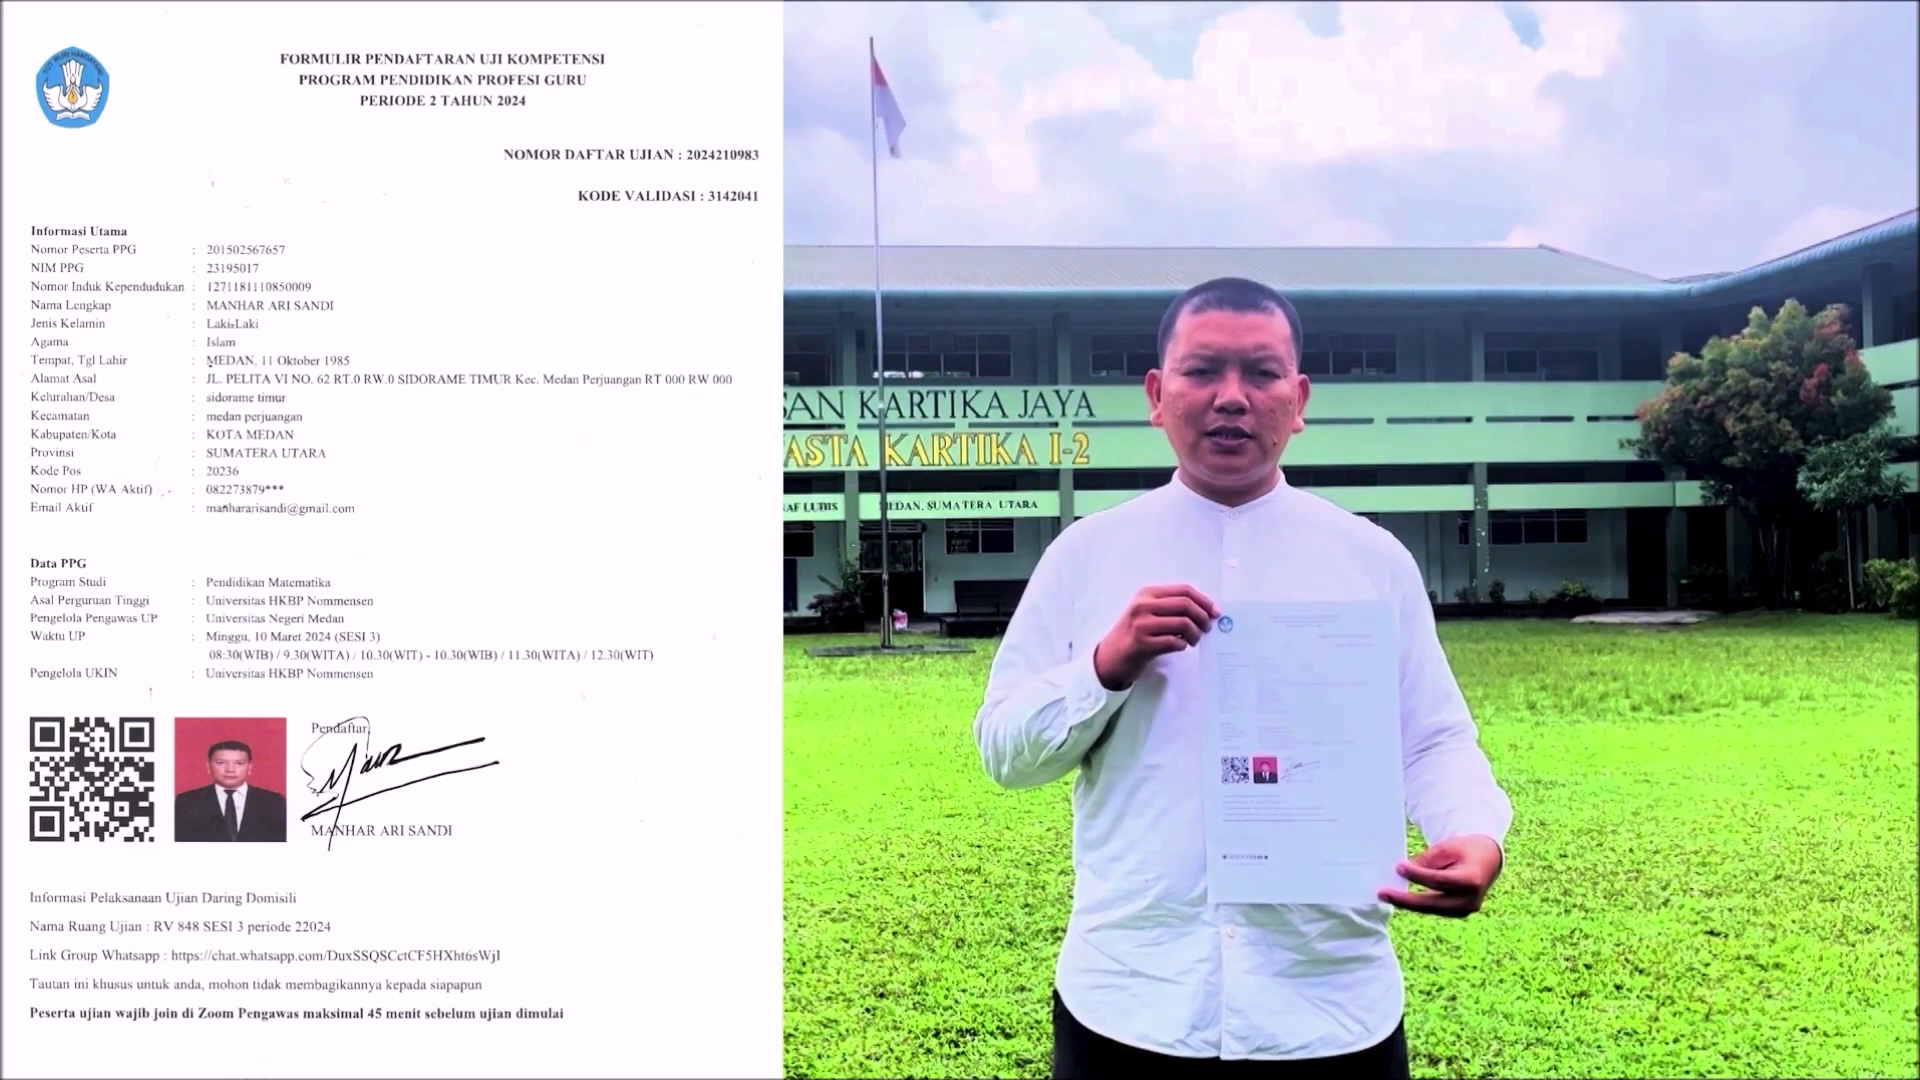 TUT WURI HANDAYANI
FORMULIR PENDAFTARAN UJI KOMPETENSI
PROGRAM PENDIDIKAN PROFESI GURU
PERIODE 2 TAHUN 2024
NOMOR DAFTAR UJIAN : 2024210983
KODE VALIDASI : 3142041
Informasi Utama
Nomor Peserta PPG : 201502567657
NIM PPG : 23195017
Nomor Induk Kependudukan : 1271181110850009
Nama Lengkap : MANHAR ARI SANDI
Jenis Kelamin : Laki-Laki
Agama : Islam
Tempat, Tgl Lahir : MEDAN, 11 Oktober 1985
Alamat Asal : JL. PELITA VI NO. 62 RT.0 RW.0 SIDORAME TIMUR Kec. Medan Perjuangan RT 000 RW 000
Kelurahan/Desa : sidorame timur
Kecamatan : medan perjuangan
Kabupaten/Kota : KOTA MEDAN
Provinsi : SUMATERA UTARA
Kode Pos : 20236
Nomor HP (WA Aktif) : 082273879***
Email Aktif : manhararisandi@gmail.com
Data PPG
Program Studi : Pendidikan Matematika
Asal Perguruan Tinggi : Universitas HKBP Nommensen
Pengelola Pengawas UP : Universitas Negeri Medan
Waktu UP : Minggu, 10 Maret 2024 (SESI 3)
08:30(WIB) / 9.30(WITA) / 10.30(WIT) - 10.30(WIB) / 11.30(WITA) / 12.30(WIT)
Pengelola UKIN : Universitas HKBP Nommensen
Pendaftar,
MANHAR ARI SANDI
Informasi Pelaksanaan Ujian Daring Domisili
Nama Ruang Ujian : RV 848 SESI 3 periode 22024
Link Group Whatsapp : https://chat.whatsapp.com/DuxSSQSCctCF5HXht6sWjI
Tautan ini khusus untuk anda, mohon tidak membagikannya kepada siapapun
Peserta ujian wajib join di Zoom Pengawas maksimal 45 menit sebelum ujian dimulai
SAN KARTIKA JAYA
ASTA KARTIKA I-2
AF LUBIS MEDAN, SUMATERA UTARA